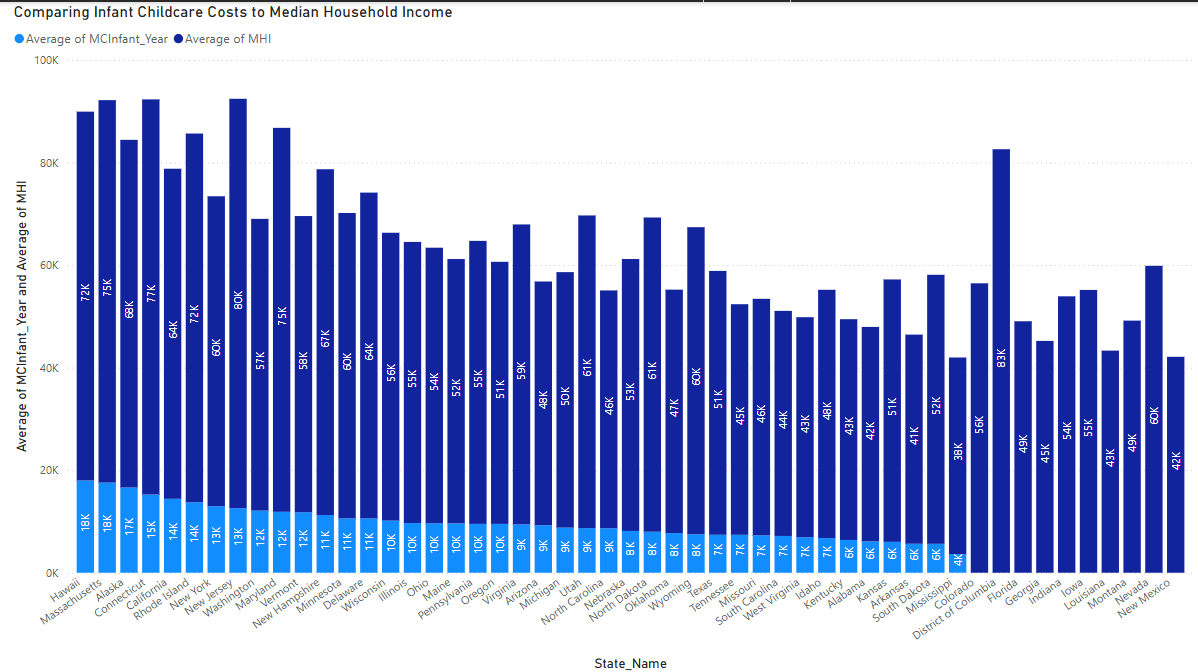 Comparing Infant Childcare Costs to Median Household Income
Average of MCInfant_Year Average of MHI
Average of MCInfant_Year and Average of MHI
100K
80K
60K
40K
20K
0K
72K 75K 68K 77K 64K 72K 60K 80K 57K 75K 58K 67K 60K 64K 56K 55K 54K 52K 55K 51K 59K 48K 50K 61K 46K 53K 61K 47K 60K 51K 45K 46K 44K 43K 48K 43K 42K 51K 41K 52K 38K 56K 83K 49K 45K 54K 55K 43K 49K 60K 42K
18K 18K 17K 15K 14K 14K 13K 13K 12K 12K 12K 11K 11K 11K 10K 10K 10K 10K 10K 10K 9K 9K 9K 9K 9K 8K 8K 8K 8K 7K 7K 7K 7K 7K 7K 6K 6K 6K 6K 6K 4K
Hawaii
Massachusetts
Alaska
Connecticut
California
Rhode Island
New York
New Jersey
Washington
Maryland
Vermont
New Hampshire
Minnesota
Delaware
Wisconsin
Illinois
Ohio
Maine
Pennsylvania
Oregon
Virginia
Arizona
Michigan
Utah
North Carolina
Nebraska
North Dakota
Oklahoma
Wyoming
Texas
Tennessee
Missouri
South Carolina
West Virginia
Idaho
Kentucky
Alabama
Kansas
Arkansas
South Dakota
Mississippi
Colorado
District of Columbia
Florida
Georgia
Indiana
Iowa
Louisiana
Montana
Nevada
New Mexico
State_Name